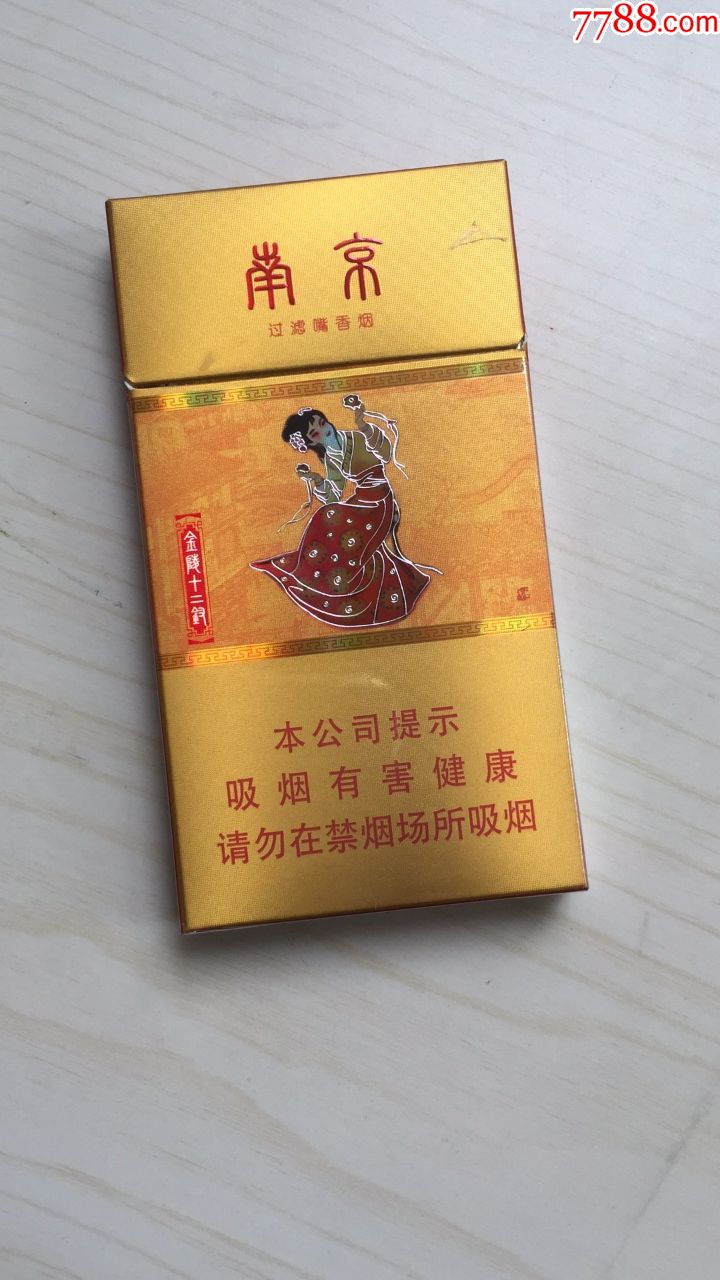 7788.com
南京
过滤嘴香烟
金陵十二钗
本公司提示
吸烟有害健康
请勿在禁烟场所吸烟